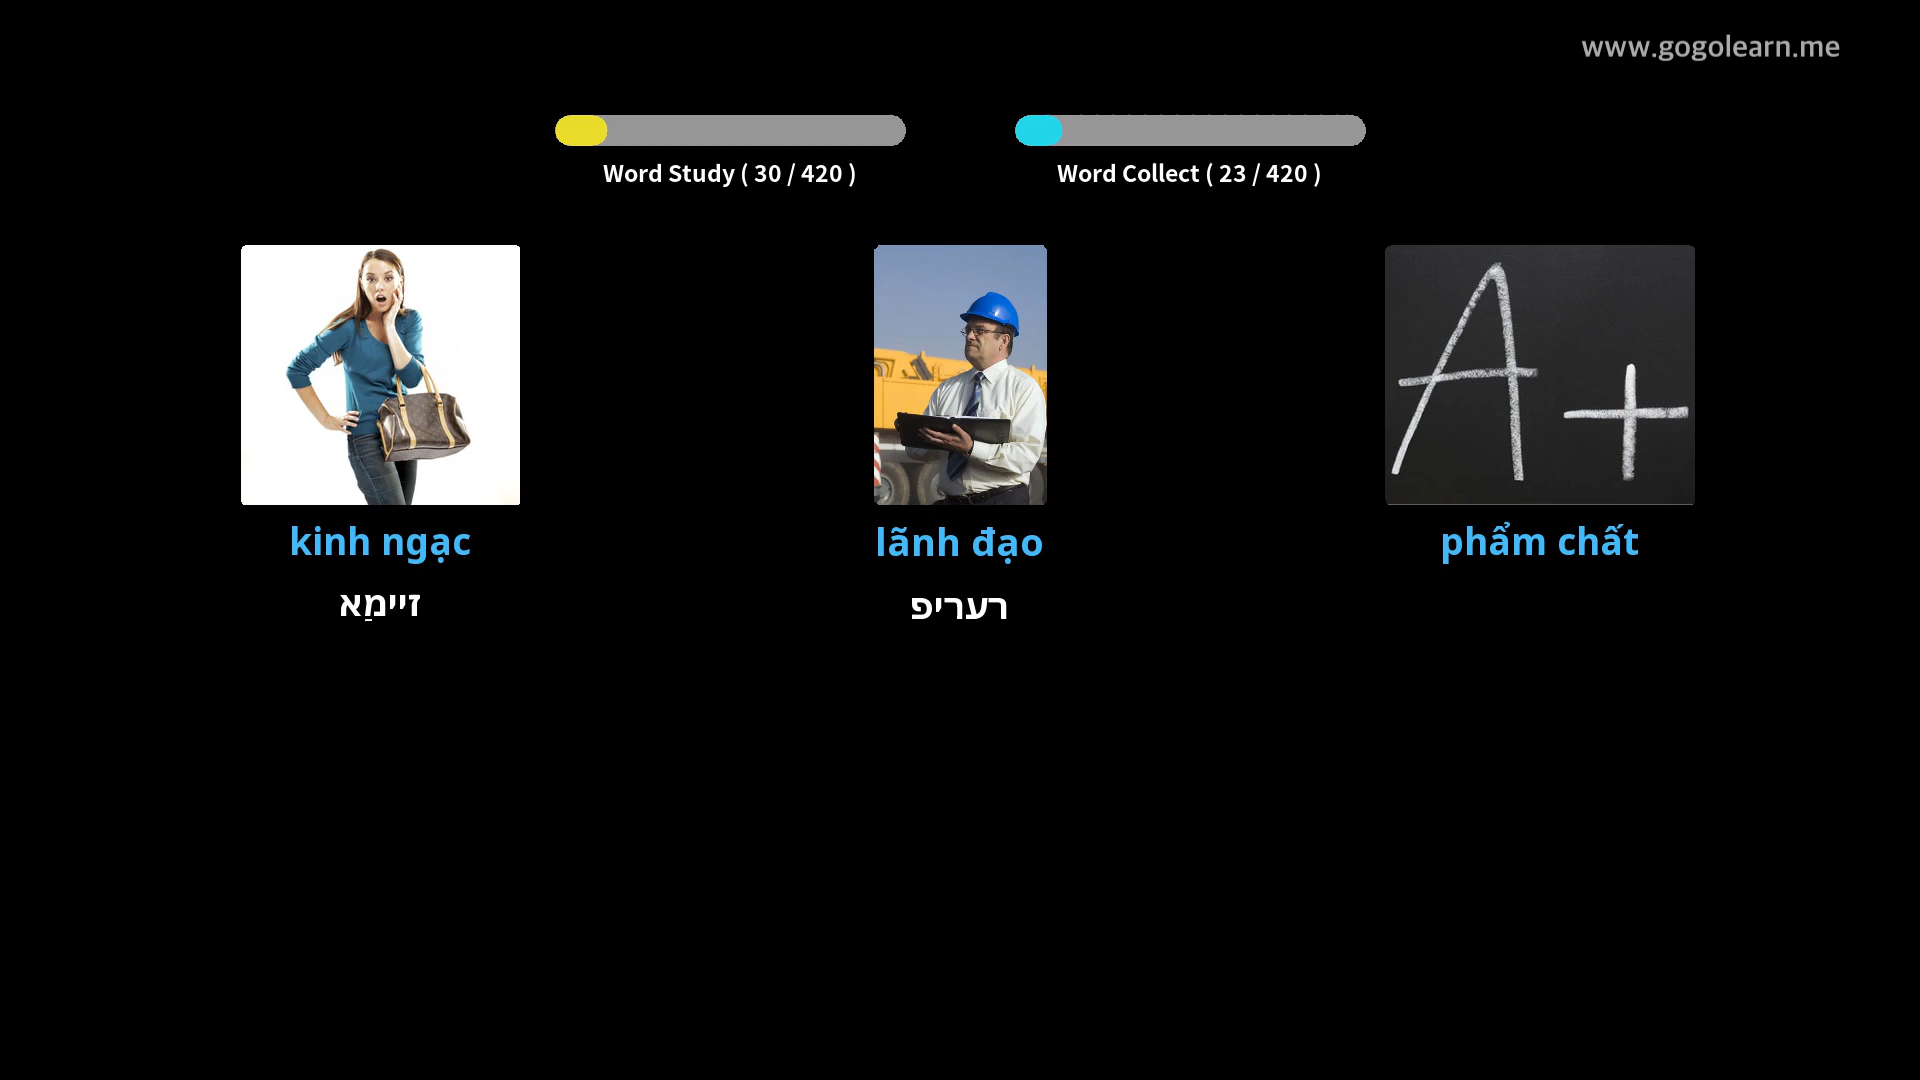 www.gogolearn.me
Word Study ( 30 / 420 )
Word Collect ( 23 / 420 )
kinh ngạc
lãnh đạo
phẩm chất
זיימַא
רעריפ